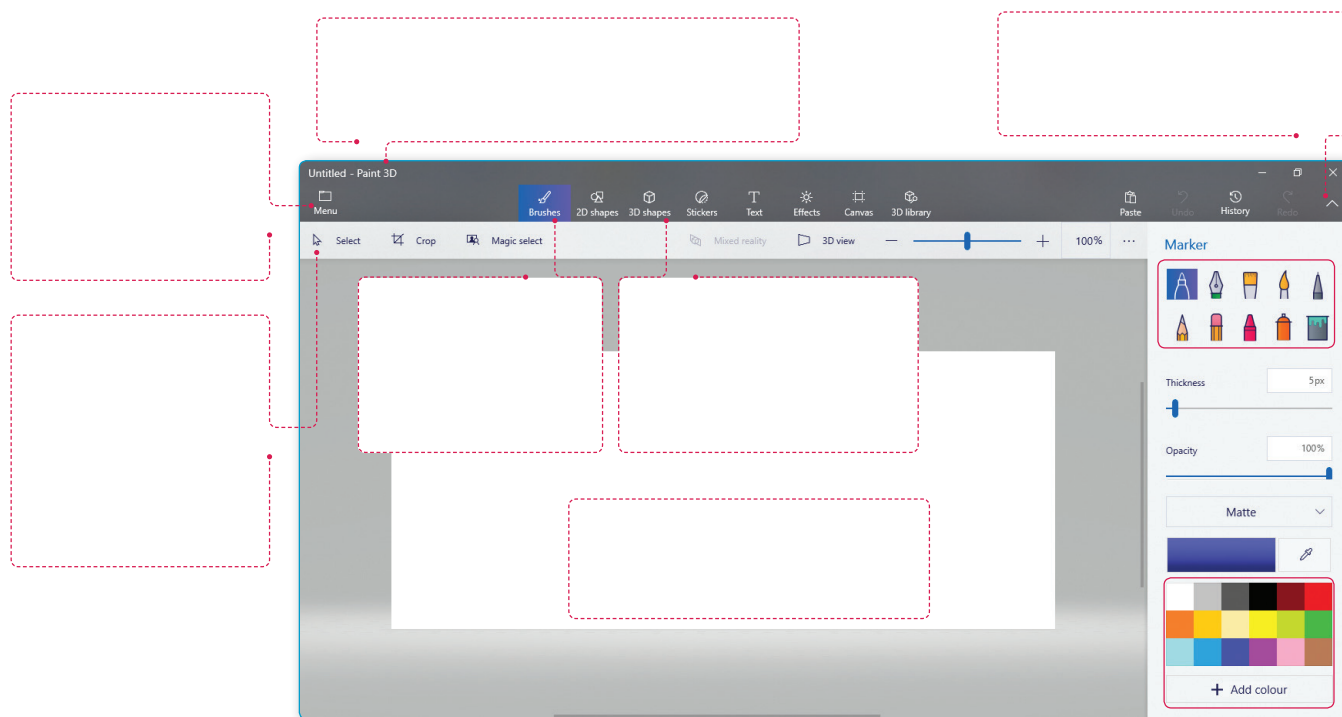 Untitled - Paint 3D
Menu
Brushes
2D shapes
3D shapes
Stickers
Text
Effects
Canvas
3D library
Paste
Undo
History
Redo
Select
Crop
Magic select
Mixed reality
3D view
100%
Marker
Thickness
5px
Opacity
100%
Matte
Add colour